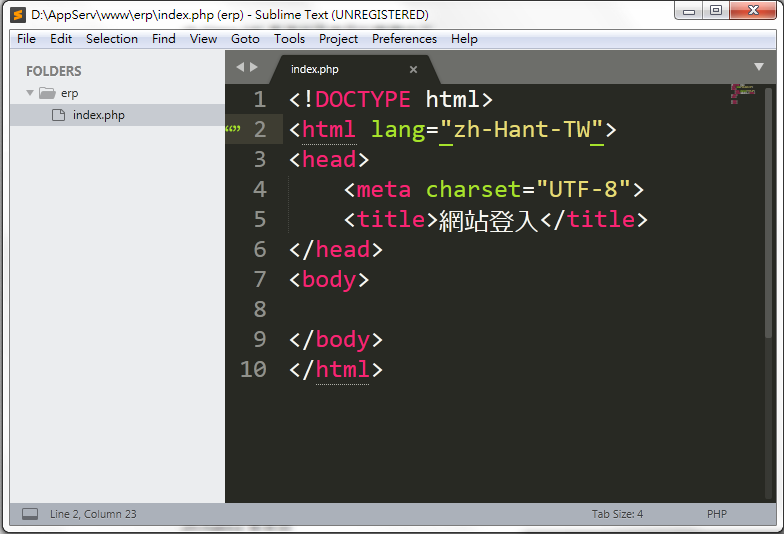 D:\AppServ\www\erp\index.php (erp) - Sublime Text (UNREGISTERED)
File Edit Selection Find View Goto Tools Project Preferences Help
FOLDERS
erp
index.php
index.php
1 <!DOCTYPE html>
2 <html lang="zh-Hant-TW">
3 <head>
4 <meta charset="UTF-8">
5 <title>網站登入</title>
6 </head>
7 <body>
8
9 </body>
10 </html>
Line 2, Column 23 Tab Size: 4 PHP